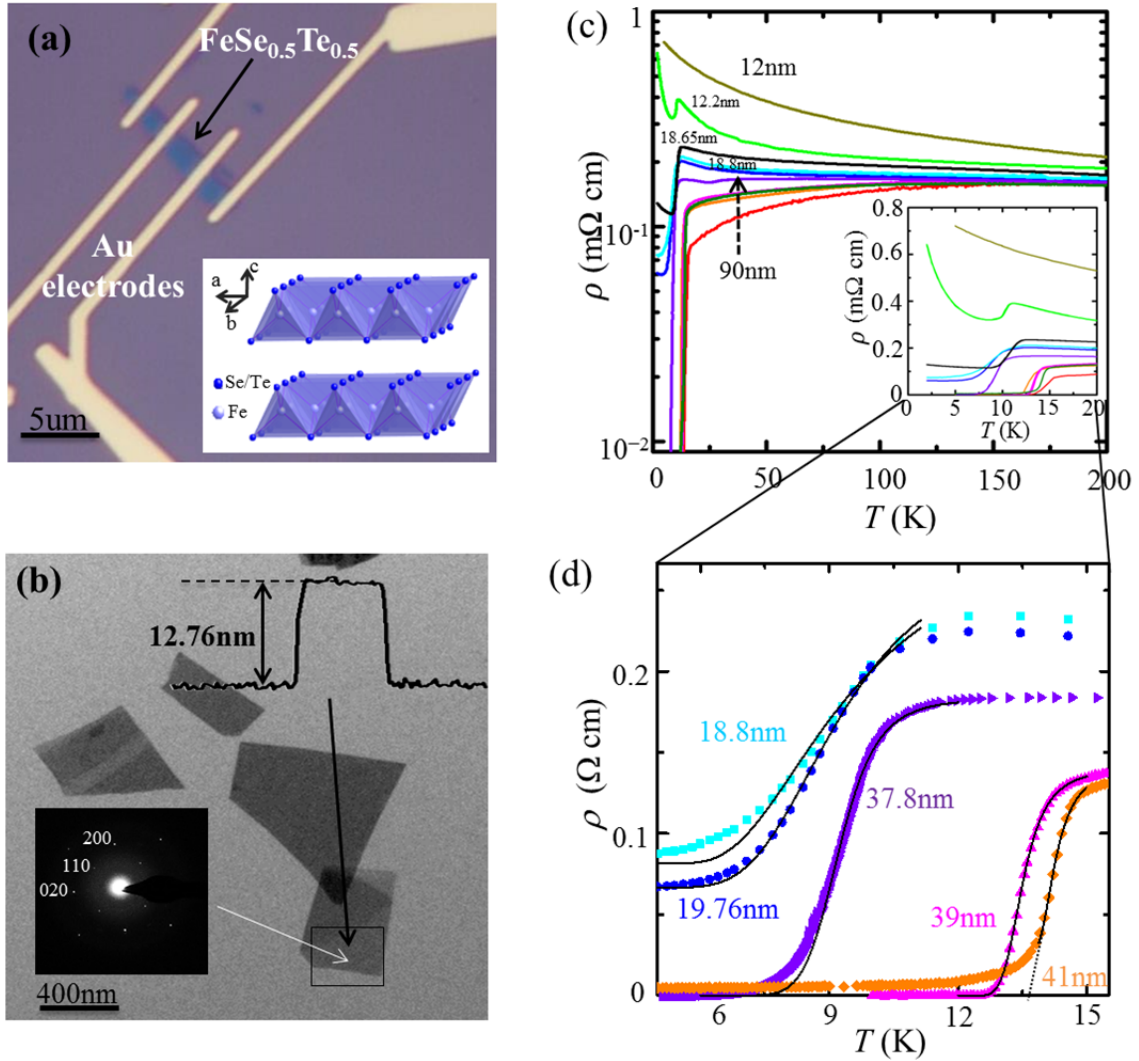 (a)
FeSe0.5Te0.5
Au
electrodes
5um
a
b
c
Se/Te
Fe
(b)
12.76nm
200
110
020
400nm
(c)
ρ (mΩ cm)
1
10−1
10−2
12nm
12.2nm
18.65nm
18.8nm
90nm
0 50 100 150 200
T (K)
ρ (mΩ cm)
0.8
0.6
0.4
0.2
0
0 5 10 15 20
T (K)
(d)
ρ (Ω cm)
0.2
0.1
0
18.8nm
37.8nm
19.76nm
39nm
41nm
6 9 12 15
T (K)